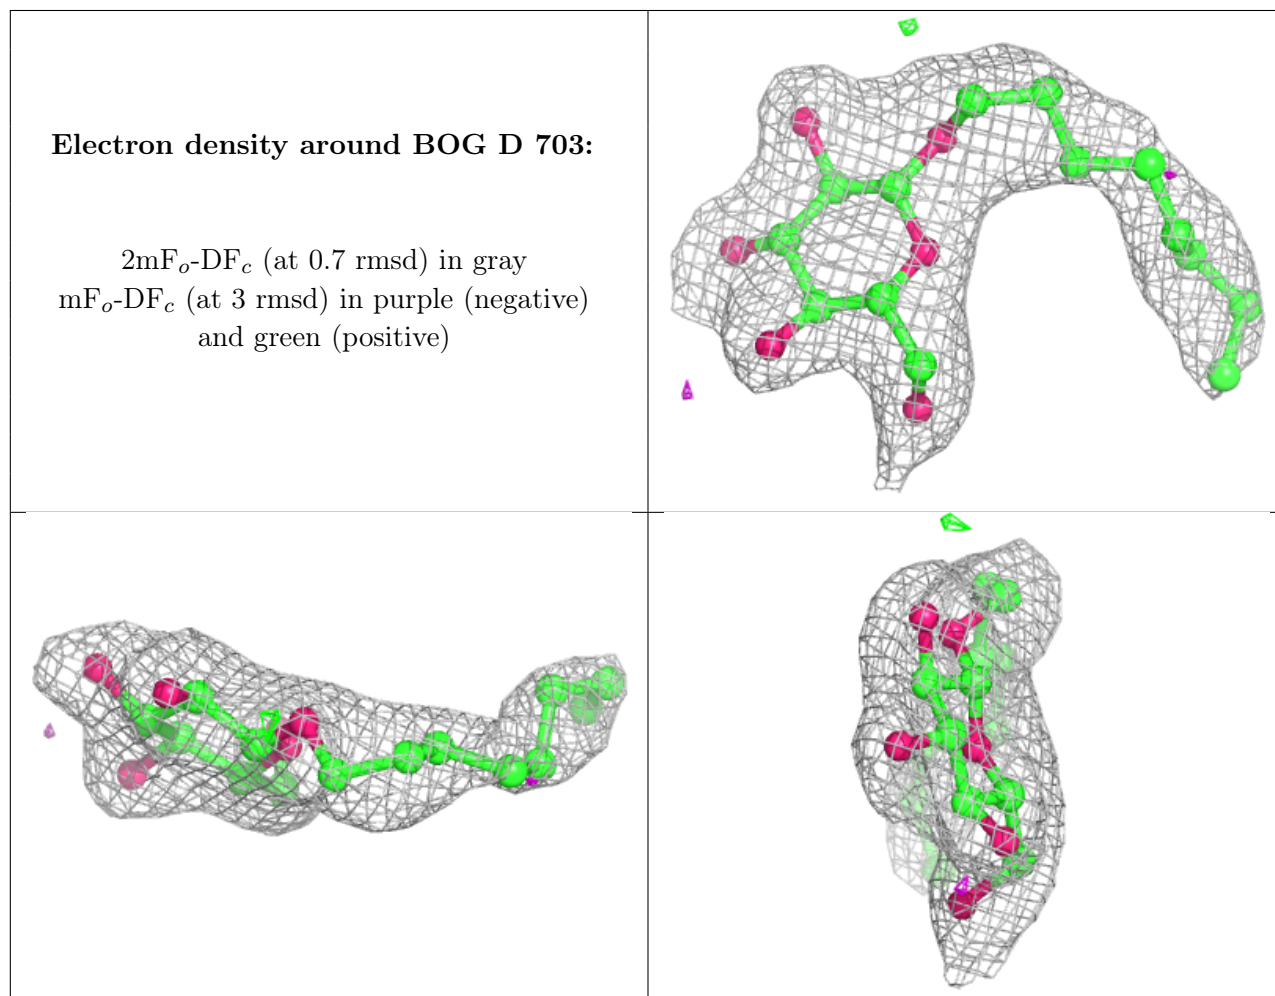 Electron density around BOG D 703:
2mFo-DFc (at 0.7 rmsd) in gray
mFo-DFc (at 3 rmsd) in purple (negative)
and green (positive)